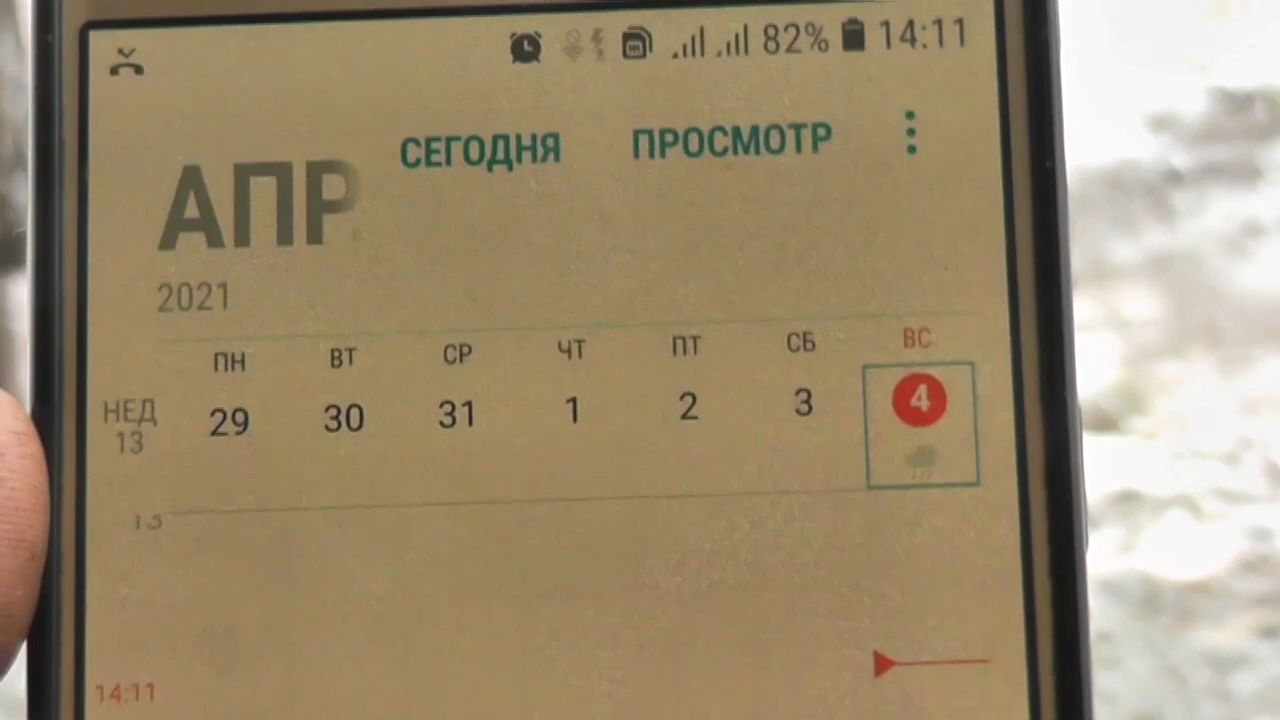 82% 14:11
СЕГОДНЯ ПРОСМОТР
АПР
2021
ПН ВТ СР ЧТ ПТ СБ ВС
НЕД 29 30 31 1 2 3 4
13
13
14:11